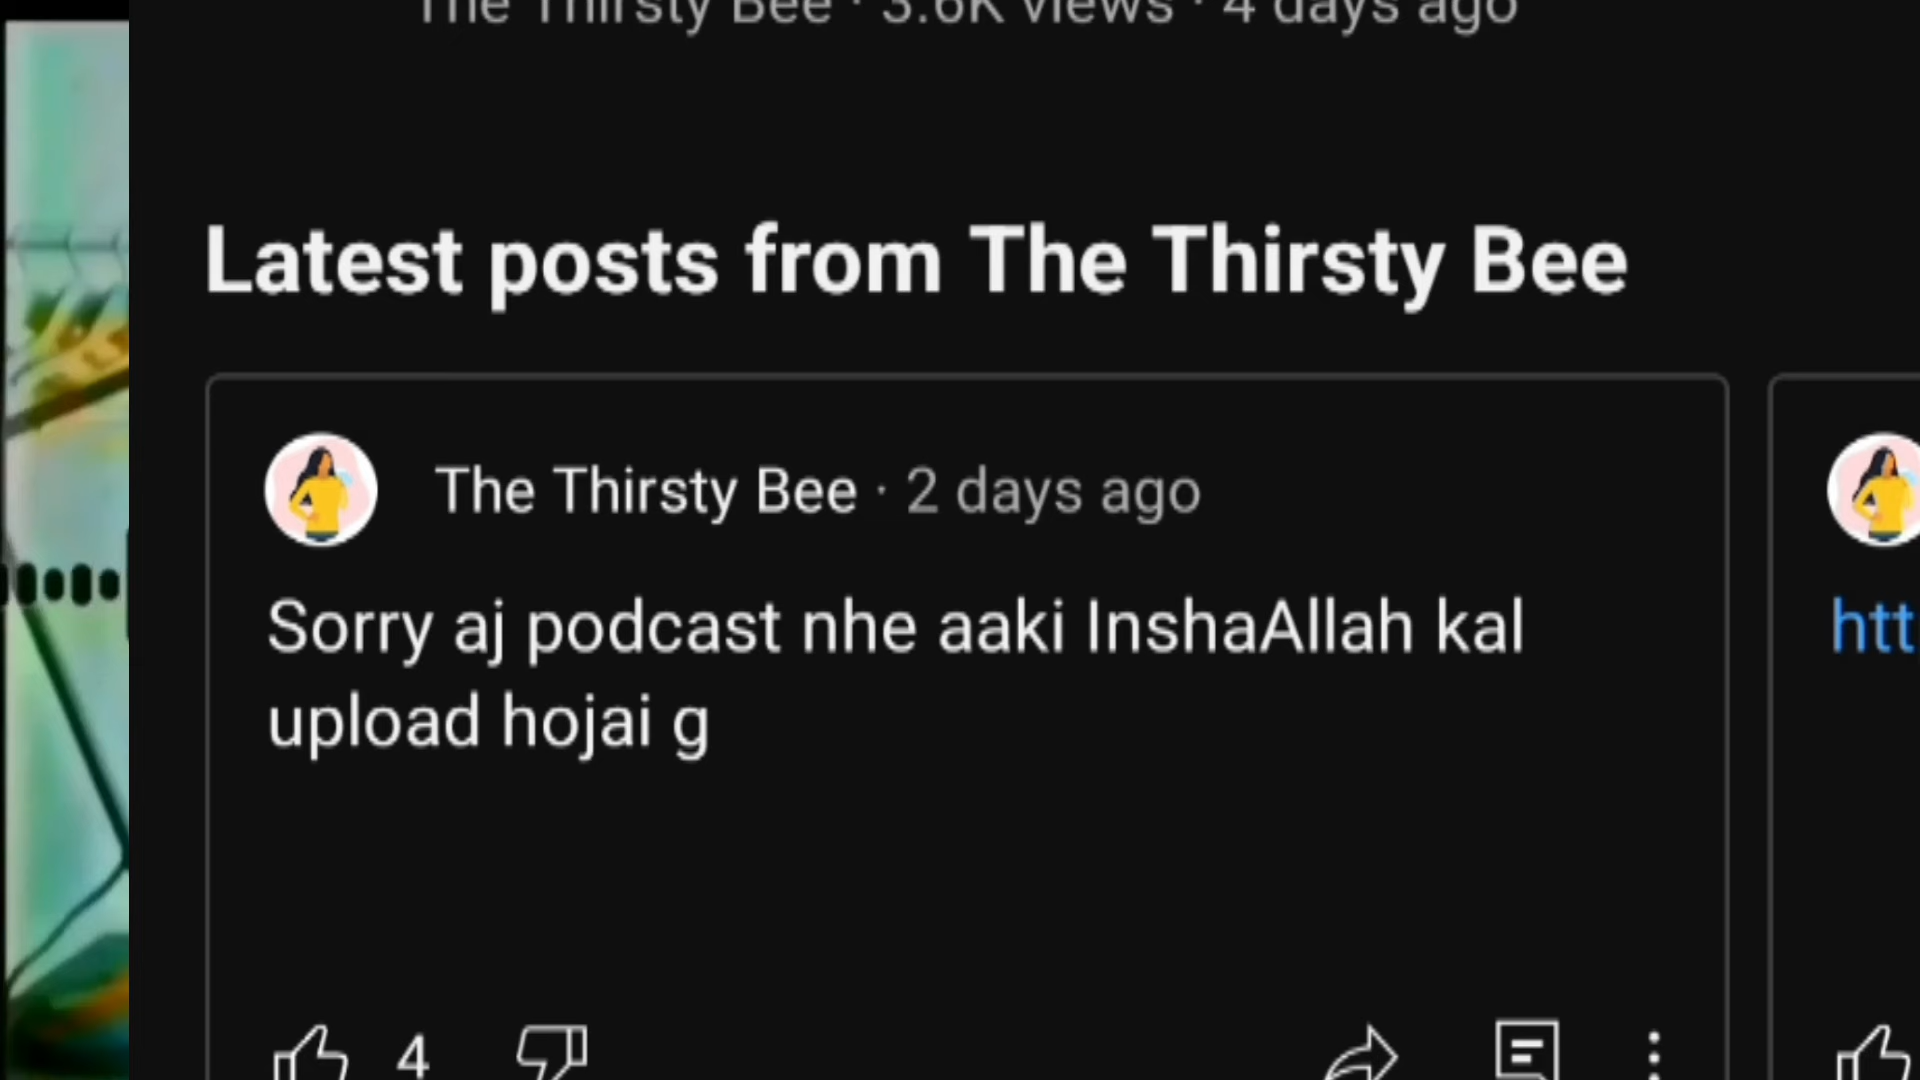 The Thirsty Bee · 3.6K views · 4 days ago
Latest posts from The Thirsty Bee
The Thirsty Bee · 2 days ago
Sorry aj podcast nhe aaki InshaAllah kal
upload hojai g
4
htt